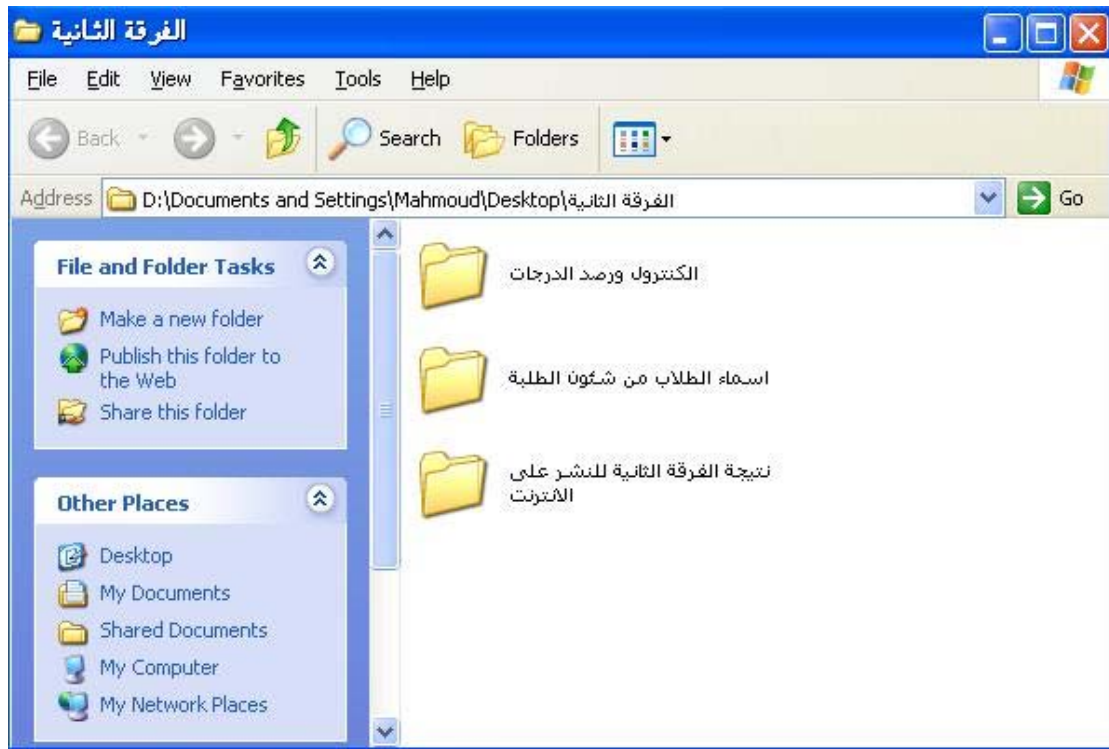 الفرقة الثانية
File Edit View Favorites Tools Help
Back Search Folders
Address D:\Documents and Settings\Mahmoud\Desktop\الفرقة الثانية Go
File and Folder Tasks
Make a new folder
Publish this folder to
the Web
Share this folder
Other Places
Desktop
My Documents
Shared Documents
My Computer
My Network Places
الكنترول ورصد الدرجات
اسماء الطلاب من شئون الطلبة
نتيجة الفرقة الثانية للنشر على
الانترنت